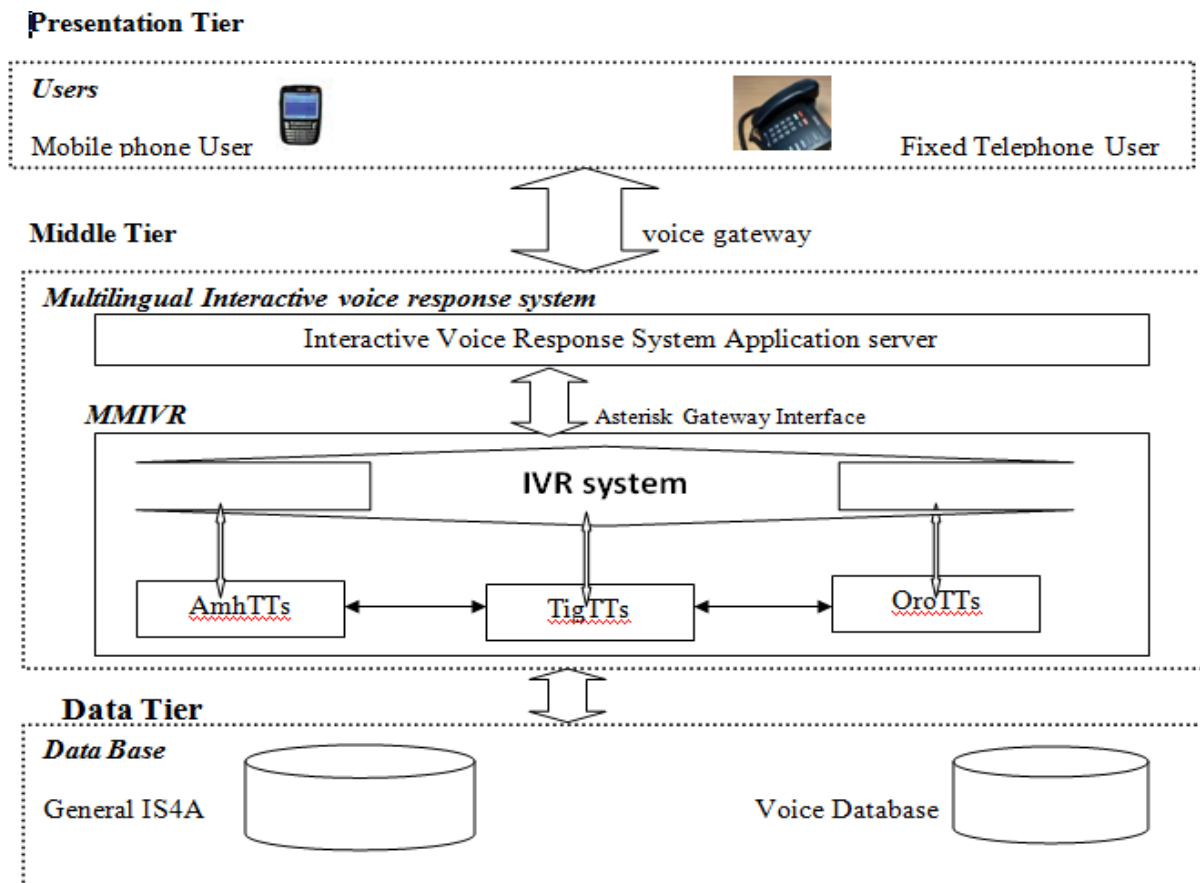 Presentation Tier
Users
Mobile phone User
Fixed Telephone User
Middle Tier
voice gateway
Multilingual Interactive voice response system
Interactive Voice Response System Application server
MMIVR
Asterisk Gateway Interface
IVR system
AmhTTs
TigTTs
OroTTs
Data Tier
Data Base
General IS4A
Voice Database